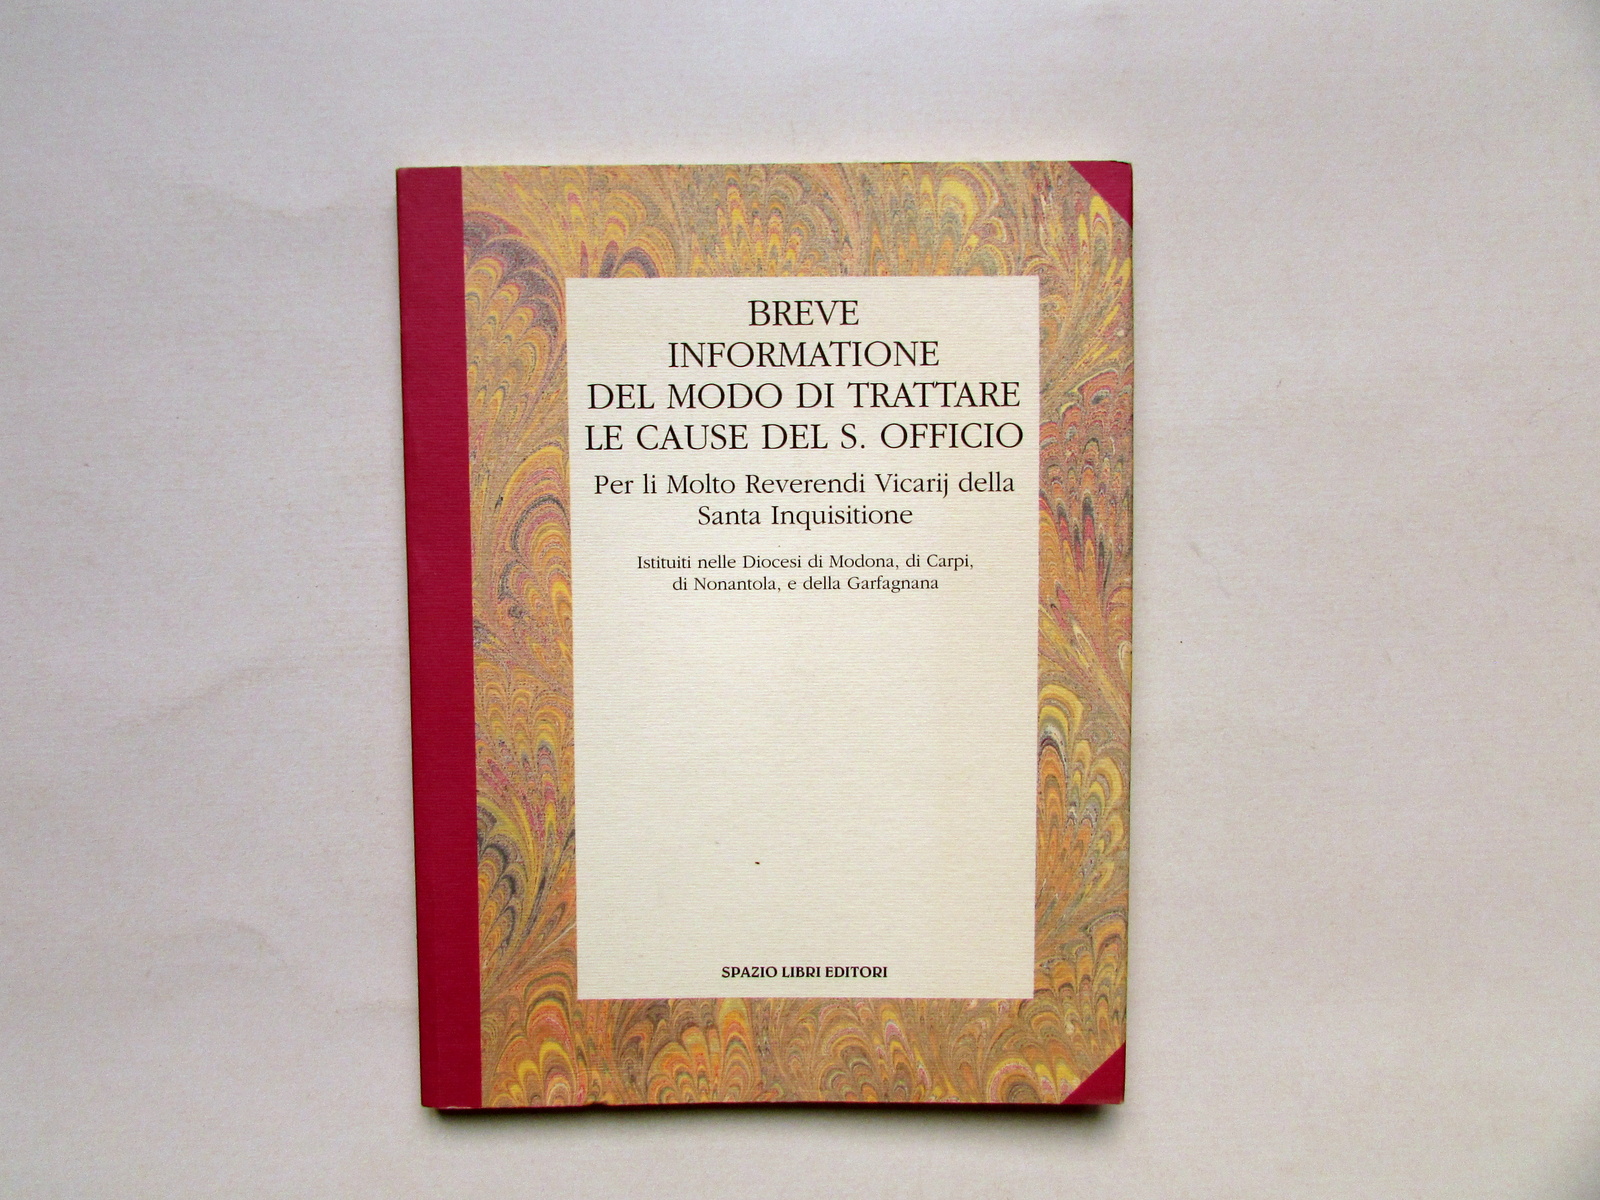 BREVE
INFORMATIONE
DEL MODO DI TRATTARE
LE CAUSE DEL S. OFFICIO
Per li Molto Reverendi Vicarij della
Santa Inquisitione
Istituiti nelle Diocesi di Modona, di Carpi,
di Nonantola, e della Garfagnana
SPAZIO LIBRI EDITORI